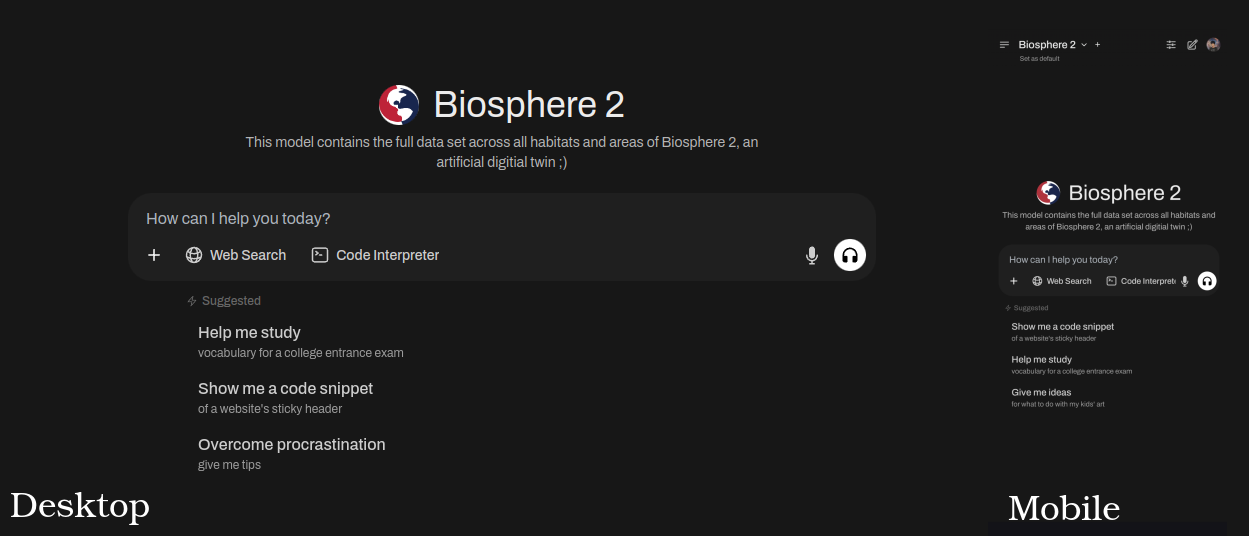 Biosphere 2
This model contains the full data set across all habitats and areas of Biosphere 2, an
artificial digitial twin ;)
How can I help you today?
Web Search
Code Interpreter
Suggested
Help me study
vocabulary for a college entrance exam
Show me a code snippet
of a website's sticky header
Overcome procrastination
give me tips
Desktop
Biosphere 2
Set as default
Biosphere 2
This model contains the full data set across all habitats and
areas of Biosphere 2, an artificial digitial twin ;)
How can I help you today?
Web Search
Code Interprete
Suggested
Show me a code snippet
of a website's sticky header
Help me study
vocabulary for a college entrance exam
Give me ideas
for what to do with my kids' art
Mobile